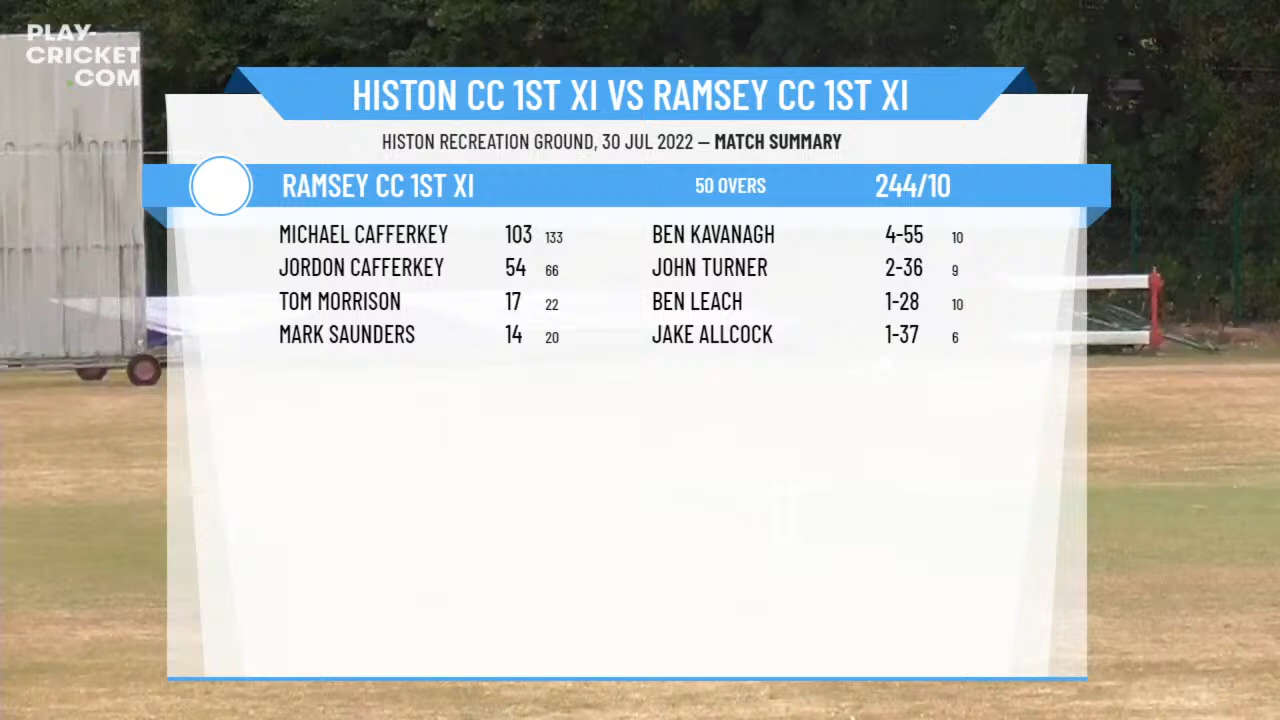 PLAY-
CRICKET
.COM
HISTON CC 1ST XI VS RAMSEY CC 1ST XI
HISTON RECREATION GROUND, 30 JUL 2022 – MATCH SUMMARY
RAMSEY CC 1ST XI 50 OVERS 244/10
MICHAEL CAFFERKEY 103 133 BEN KAVANAGH 4-55 10
JORDON CAFFERKEY 54 66 JOHN TURNER 2-36 9
TOM MORRISON 17 22 BEN LEACH 1-28 10
MARK SAUNDERS 14 20 JAKE ALLCOCK 1-37 6